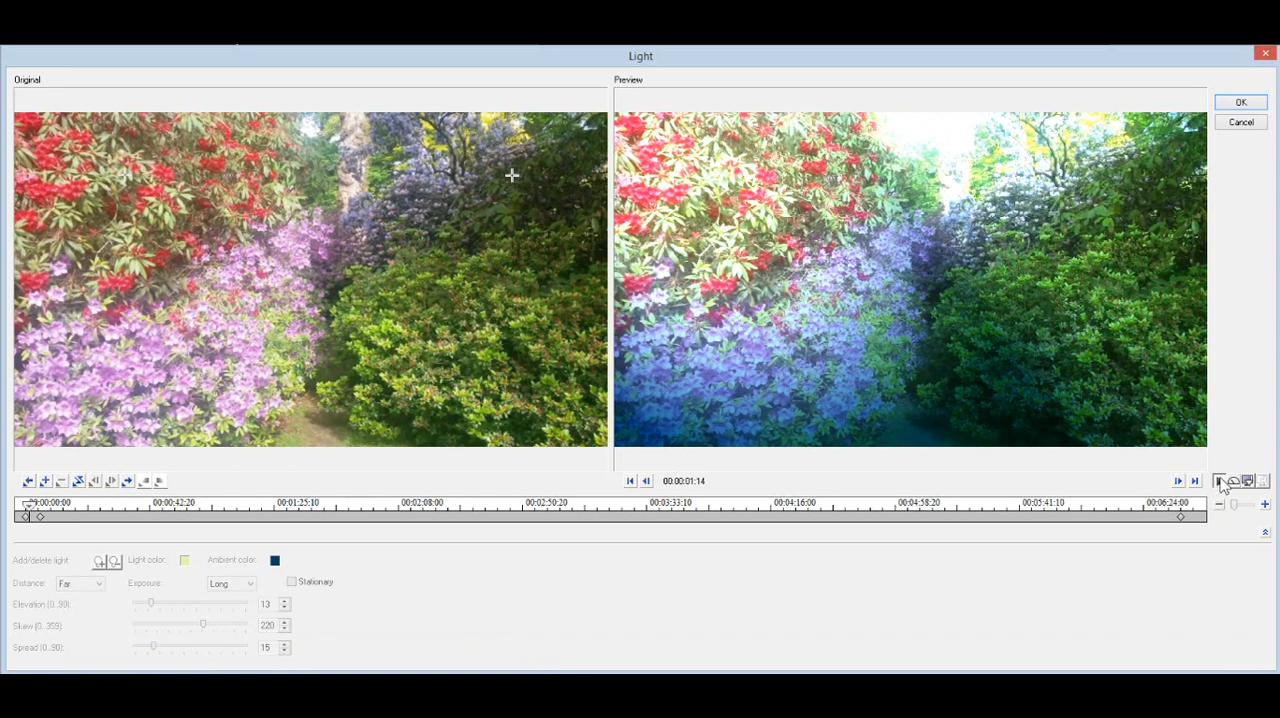 Light
Original
Preview
OK
Cancel
00:00:01:14
00:00:00:00 00:00:42:20 00:01:25:10 00:02:08:00 00:02:50:20 00:03:33:10 00:04:16:00 00:04:58:20 00:05:41:10 00:06:24:00
Add/delete light: Light color: Ambient color:
Distance: Far Exposure: Long Stationary
Elevation (0..90): 13
Skew (0..359): 220
Spread (0..90): 15